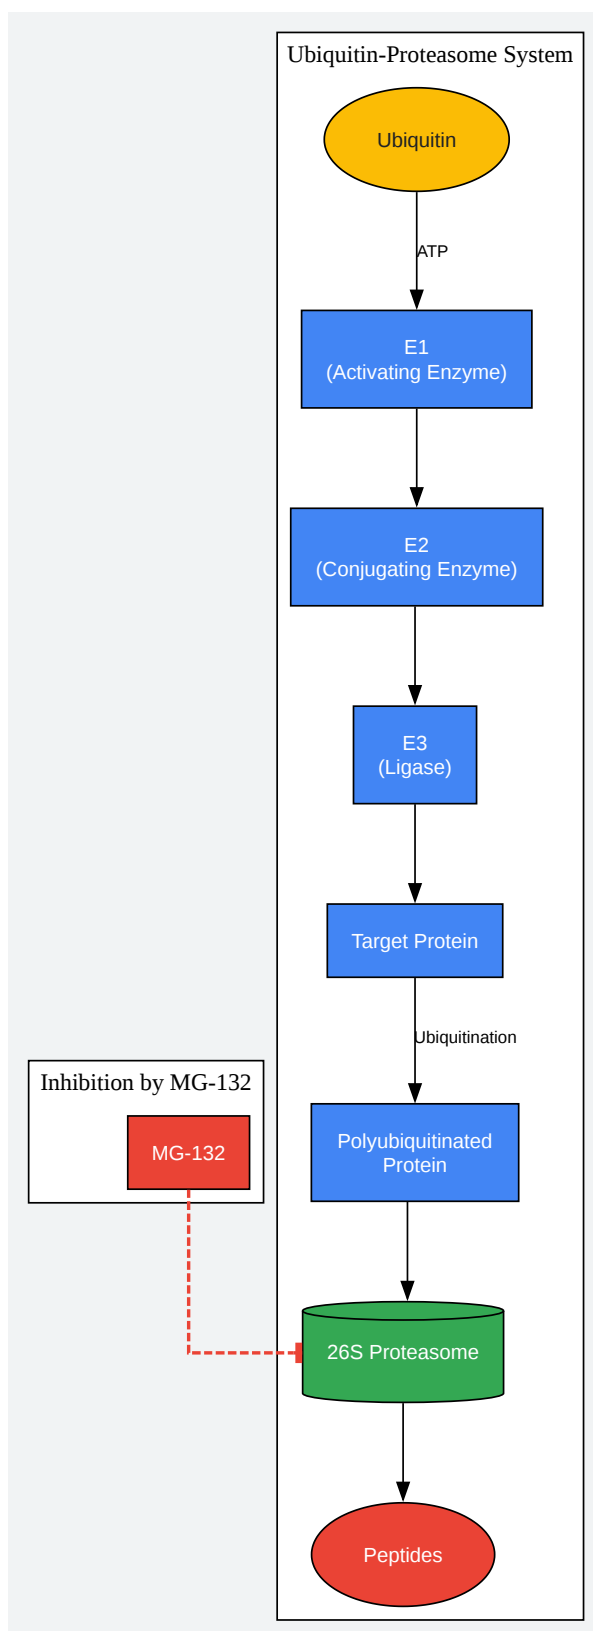 Ubiquitin-Proteasome System
Ubiquitin
ATP
E1
(Activating Enzyme)
E2
(Conjugating Enzyme)
E3
(Ligase)
Target Protein
Ubiquitination
Inhibition by MG-132
MG-132
Polyubiquitinated
Protein
26S Proteasome
Peptides